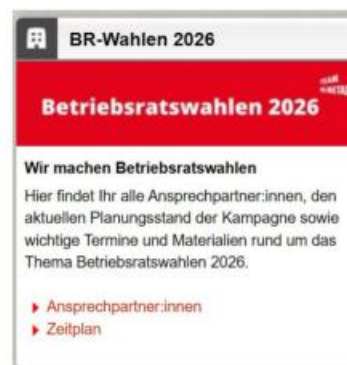 BR-Wahlen 2026
TEAM
Betriebsratswahlen 2026
Wir machen Betriebsratswahlen
Hier findet Ihr alle Ansprechpartner:innen, den
aktuellen Planungsstand der Kampagne sowie
wichtige Termine und Materialien rund um das
Thema Betriebsratswahlen 2026.
Ansprechpartner:innen
Zeitplan